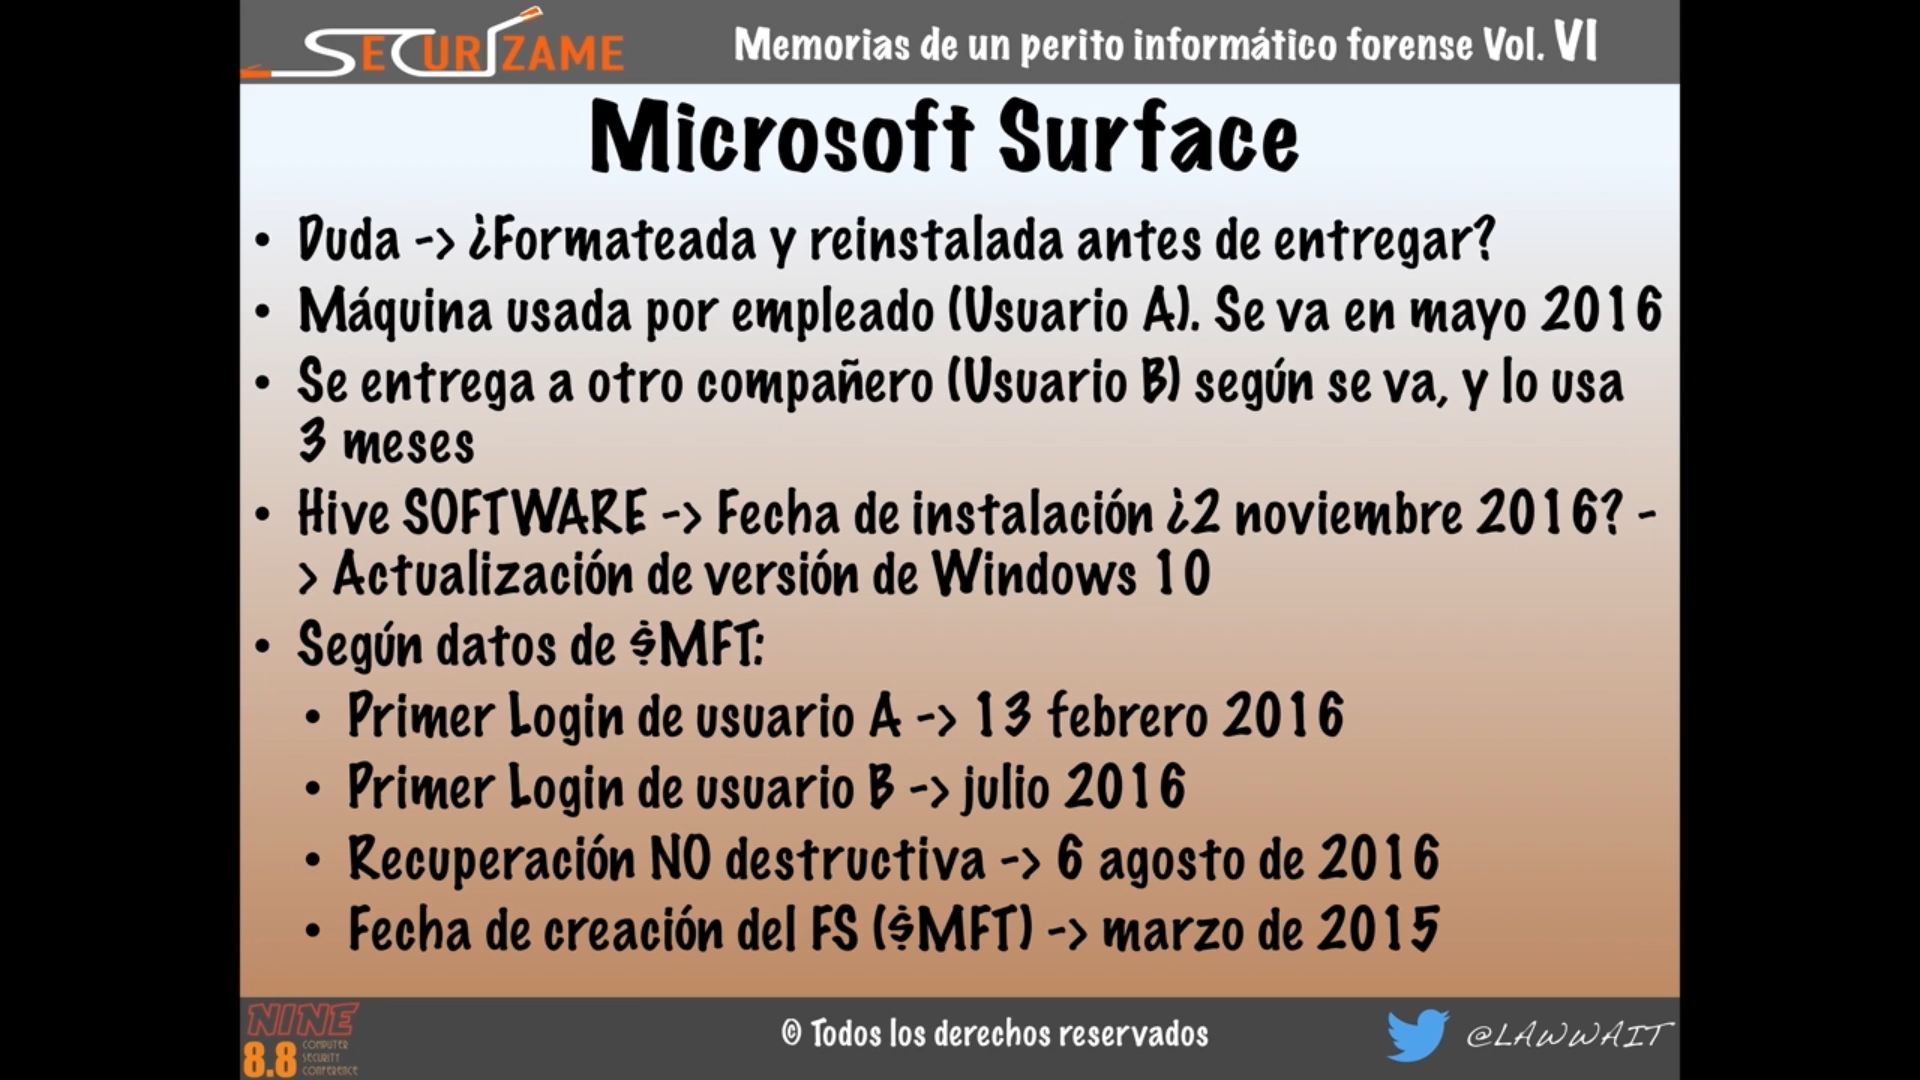 SECURIZAME
Memorias de un perito informático forense Vol. VI
Microsoft Surface
• Duda -> ¿Formateada y reinstalada antes de entregar?
• Máquina usada por empleado (Usuario A). Se va en mayo 2016
• Se entrega a otro compañero (Usuario B) según se va, y lo usa
3 meses
• Hive SOFTWARE -> Fecha de instalación ¿2 noviembre 2016? -
> Actualización de versión de Windows 10
• Según datos de $MFT:
• Primer Login de usuario A -> 13 febrero 2016
• Primer Login de usuario B -> julio 2016
• Recuperación NO destructiva -> 6 agosto de 2016
• Fecha de creación del FS ($MFT) -> marzo de 2015
NINE
8.8
COMPUTER
SECURITY
CONFERENCE
© Todos los derechos reservados
@LAWWAIT